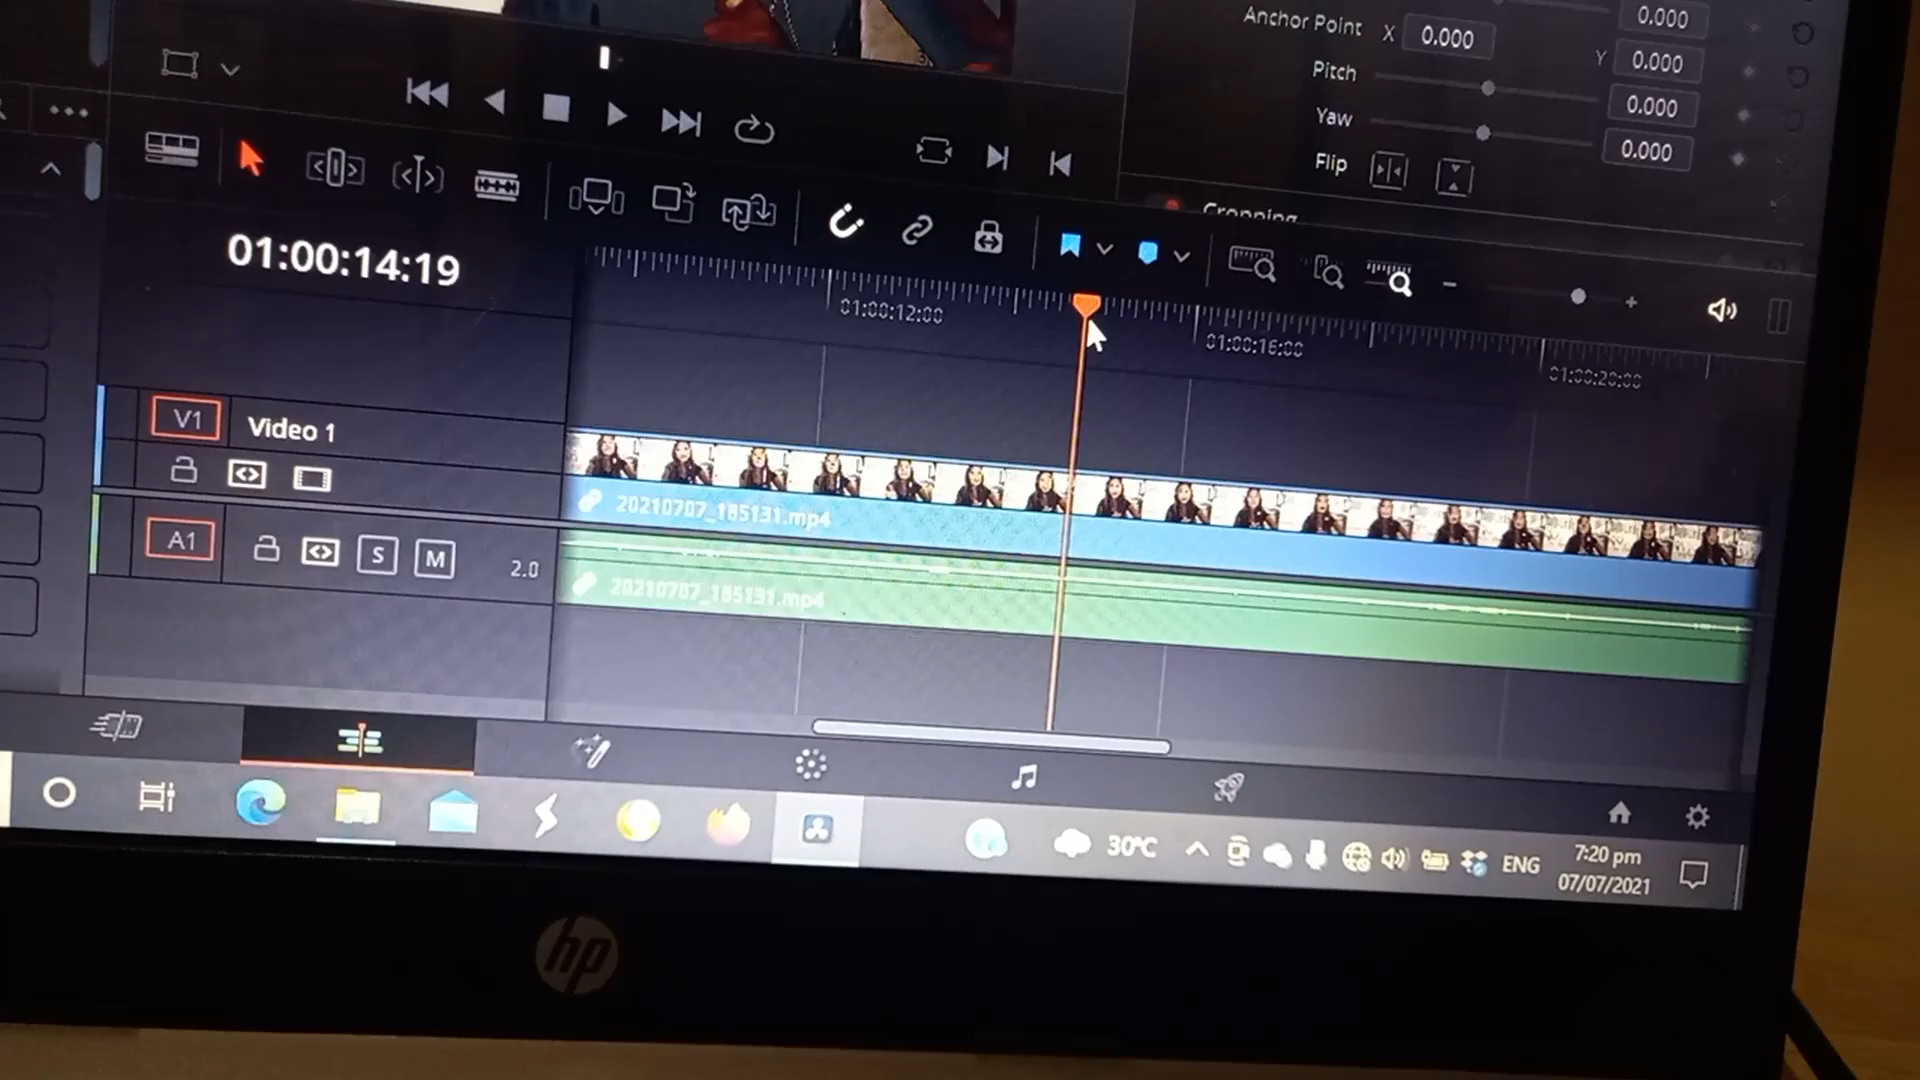 Anchor Point X 0.000 Y 0.000
0.000
Pitch 0.000
Yaw 0.000
Flip
Cropping
01:00:14:19
01:00:12:00
01:00:16:00
01:00:20:00
V1 Video 1
20210707_185131.mp4
A1 S M 2.0
20210707_185131.mp4
30°C
ENG
7:20 pm
07/07/2021
hp